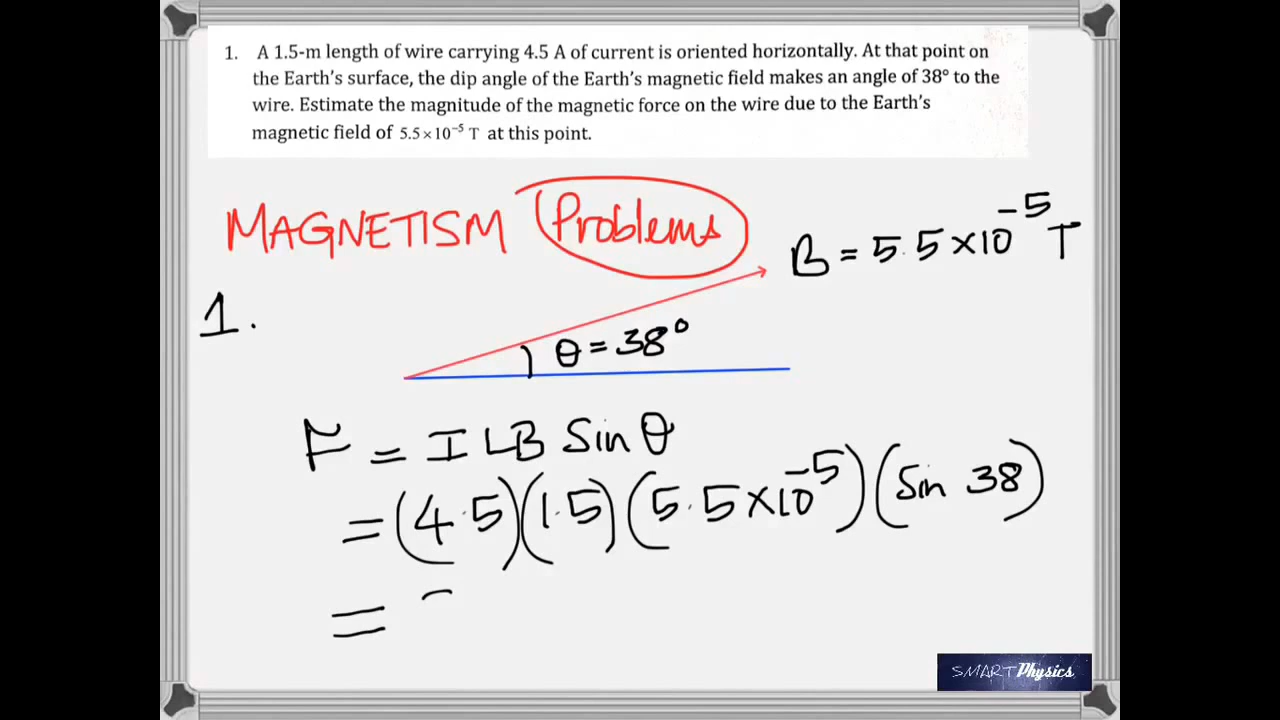 1. A 1.5-m length of wire carrying 4.5 A of current is oriented horizontally. At that point on
the Earth's surface, the dip angle of the Earth's magnetic field makes an angle of 38° to the
wire. Estimate the magnitude of the magnetic force on the wire due to the Earth's
magnetic field of 5.5×10⁻⁵ T at this point.
MAGNETISM Problems
B = 5.5×10⁻⁵ T
1.
θ = 38°
F = I L B Sin θ
= (4.5)(1.5)(5.5×10⁻⁵)(Sin 38)
=
SMART Physics